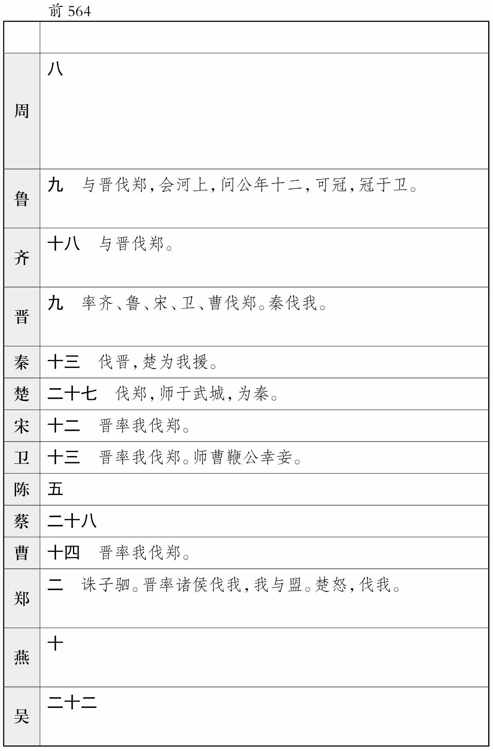 前 564
周 八
鲁 九 与晋伐郑，会河上，问公年十二，可冠，冠于卫。
齐 十八 与晋伐郑。
晋 九 率齐、鲁、宋、卫、曹伐郑。秦伐我。
秦 十三 伐晋，楚为我援。
楚 二十七 伐郑，师于武城，为秦。
宋 十二 晋率我伐郑。
卫 十三 晋率我伐郑。师曹鞭公幸妾。
陈 五
蔡 二十八
曹 十四 晋率我伐郑。
郑 二 诛子驷。晋率诸侯伐我，我与盟。楚怒，伐我。
燕 十
吴 二十二